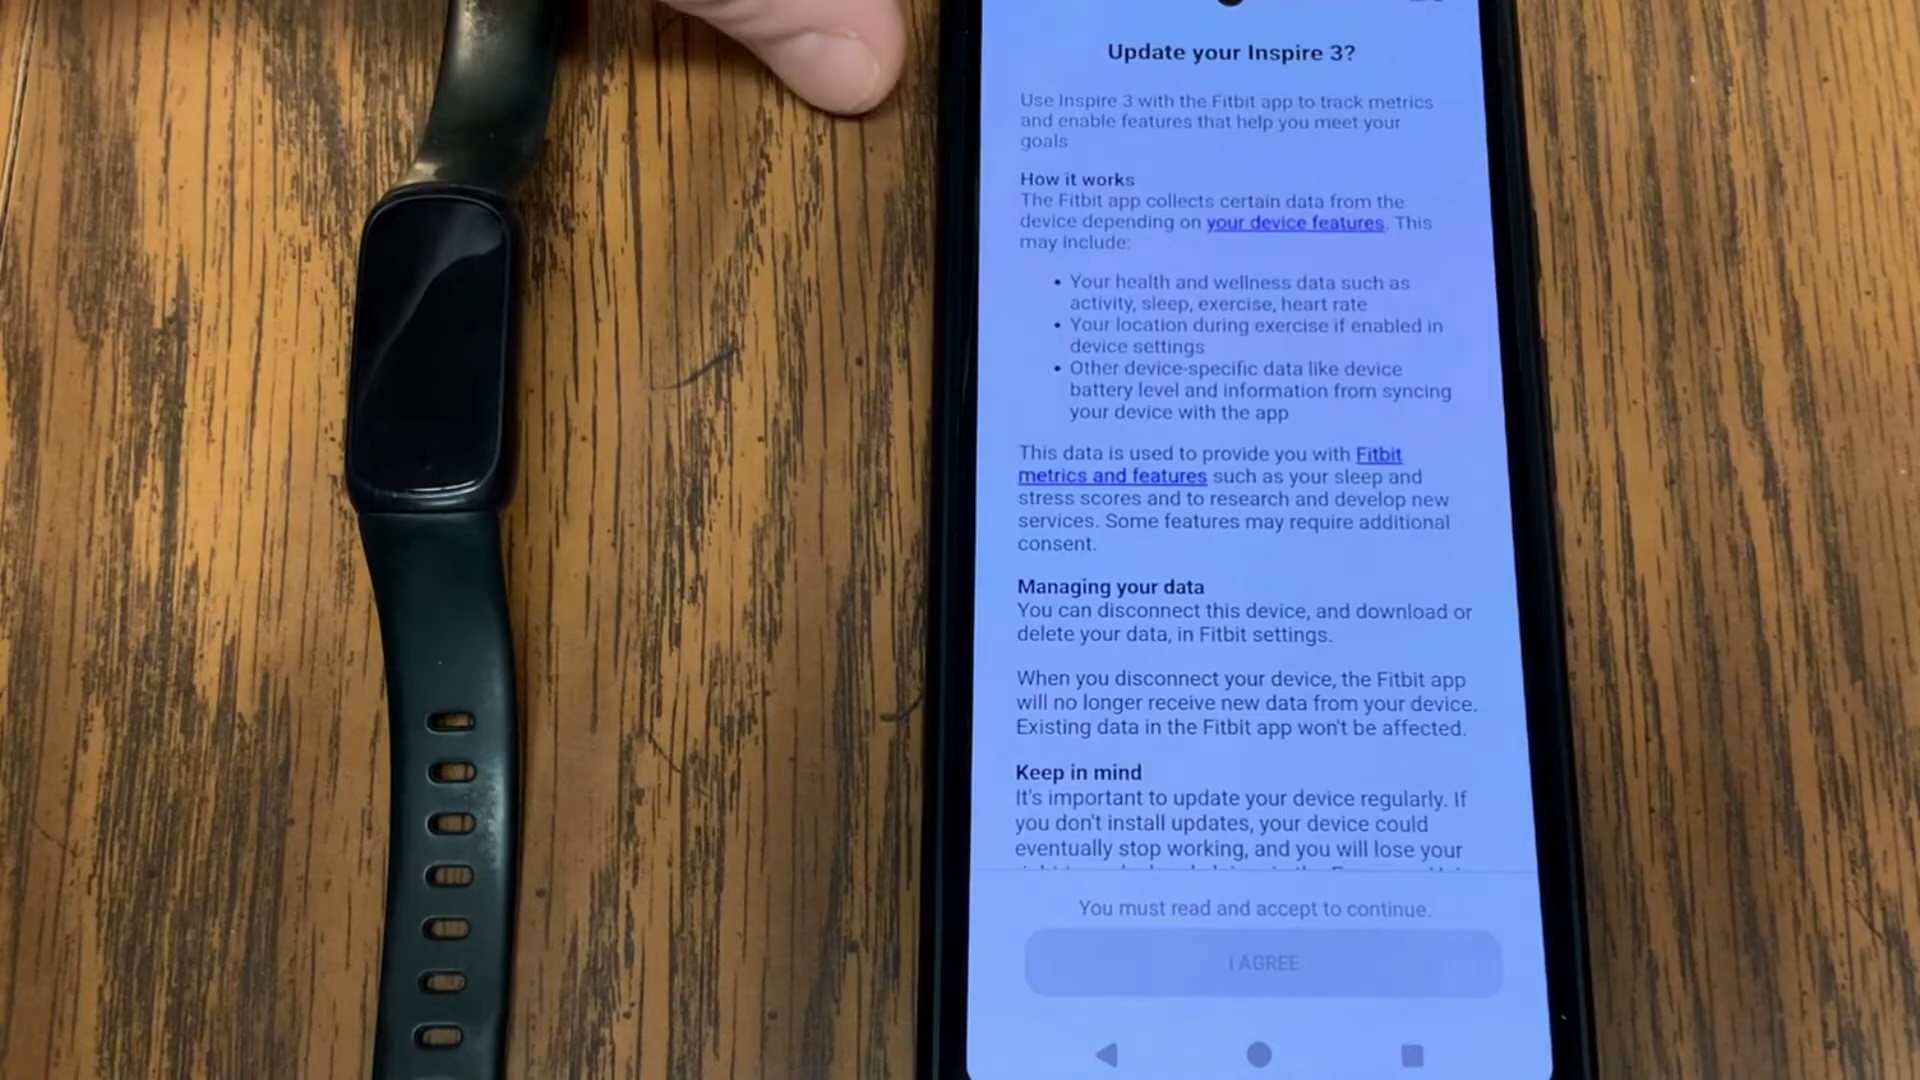 Update your Inspire 3?
Use Inspire 3 with the Fitbit app to track metrics
and enable features that help you meet your
goals
How it works
The Fitbit app collects certain data from the
device depending on your device features. This
may include:
• Your health and wellness data such as
activity, sleep, exercise, heart rate
• Your location during exercise if enabled in
device settings
• Other device-specific data like device
battery level and information from syncing
your device with the app
This data is used to provide you with Fitbit
metrics and features such as your sleep and
stress scores and to research and develop new
services. Some features may require additional
consent.
Managing your data
You can disconnect this device, and download or
delete your data, in Fitbit settings.
When you disconnect your device, the Fitbit app
will no longer receive new data from your device.
Existing data in the Fitbit app won't be affected.
Keep in mind
It's important to update your device regularly. If
you don't install updates, your device could
eventually stop working, and you will lose your
You must read and accept to continue.
I AGREE